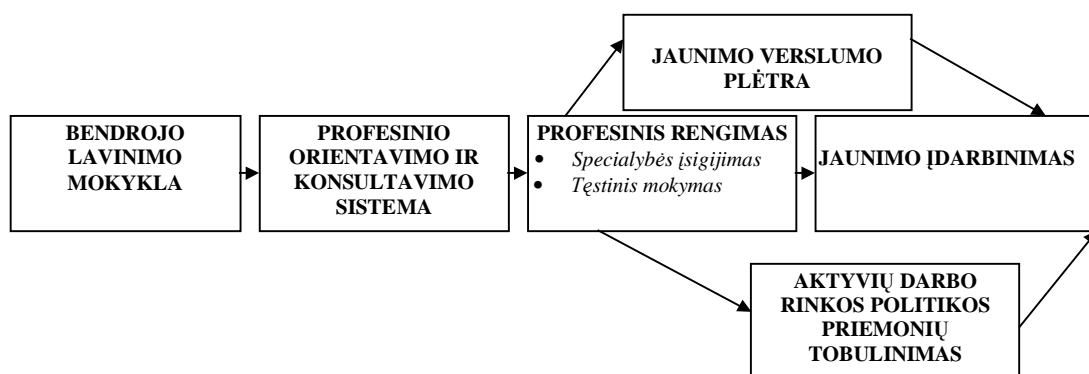 JAUNIMO VERSLUMO
PLĖTRA
BENDROJO
LAVINIMO
MOKYKLA
PROFESINIO
ORIENTAVIMO IR
KONSULTAVIMO
SISTEMA
PROFESINIS RENGIMAS
• Specialybės įsigijimas
• Tęstinis mokymas
JAUNIMO ĮDARBINIMAS
AKTYVIŲ DARBO
RINKOS POLITIKOS
PRIEMONIŲ
TOBULINIMAS